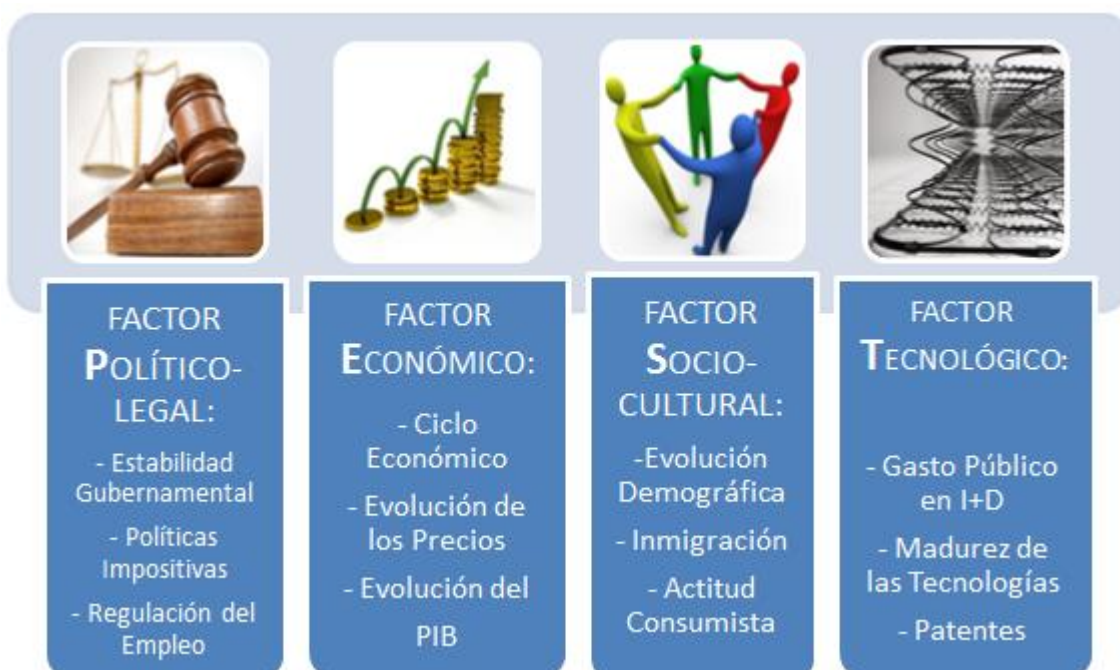 FACTOR
POLÍTICO-
LEGAL:
- Estabilidad
Gubernamental
- Políticas
Impositivas
- Regulación del
Empleo
FACTOR
ECONÓMICO:
- Ciclo
Económico
- Evolución de
los Precios
- Evolución del
PIB
FACTOR
SOCIO-
CULTURAL:
-Evolución
Demográfica
- Inmigración
- Actitud
Consumista
FACTOR
TECNOLÓGICO:
- Gasto Público
en I+D
- Madurez de
las Tecnologías
- Patentes